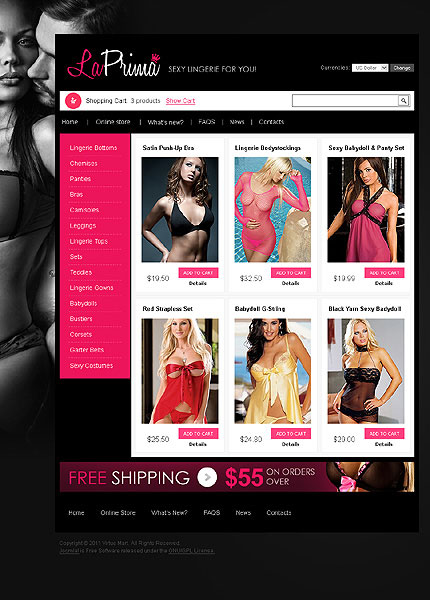 LaPrima SEXY LINGERIE FOR YOU!
Currencies: US Dollar Change
Shopping Cart: 3 products Show Cart
Home | Online store | What's new? | FAQS | News | Contacts
Lingerie Bottoms
Chemises
Panties
Bras
Camisoles
Leggings
Lingerie Tops
Sets
Teddies
Lingerie Gowns
Babydolls
Bustiers
Corsets
Garter Belts
Sexy Costumes
Satin Push-Up Bra
$19.50 ADD TO CART
Details
Lingerie Bodystockings
$32.50 ADD TO CART
Details
Sexy Babydoll & Panty Set
$19.99 ADD TO CART
Details
Red Strapless Set
$25.50 ADD TO CART
Details
Babydoll G-String
$24.80 ADD TO CART
Details
Black Yarn Sexy Badydoll
$29.00 ADD TO CART
Details
FREE SHIPPING $55 ON ORDERS OVER
Home Online Store What's New? FAQS News Contacts
Copyright © 2011 Virtue Mart. All Rights Reserved.
Joomla! is Free Software released under the GNU/GPL License.